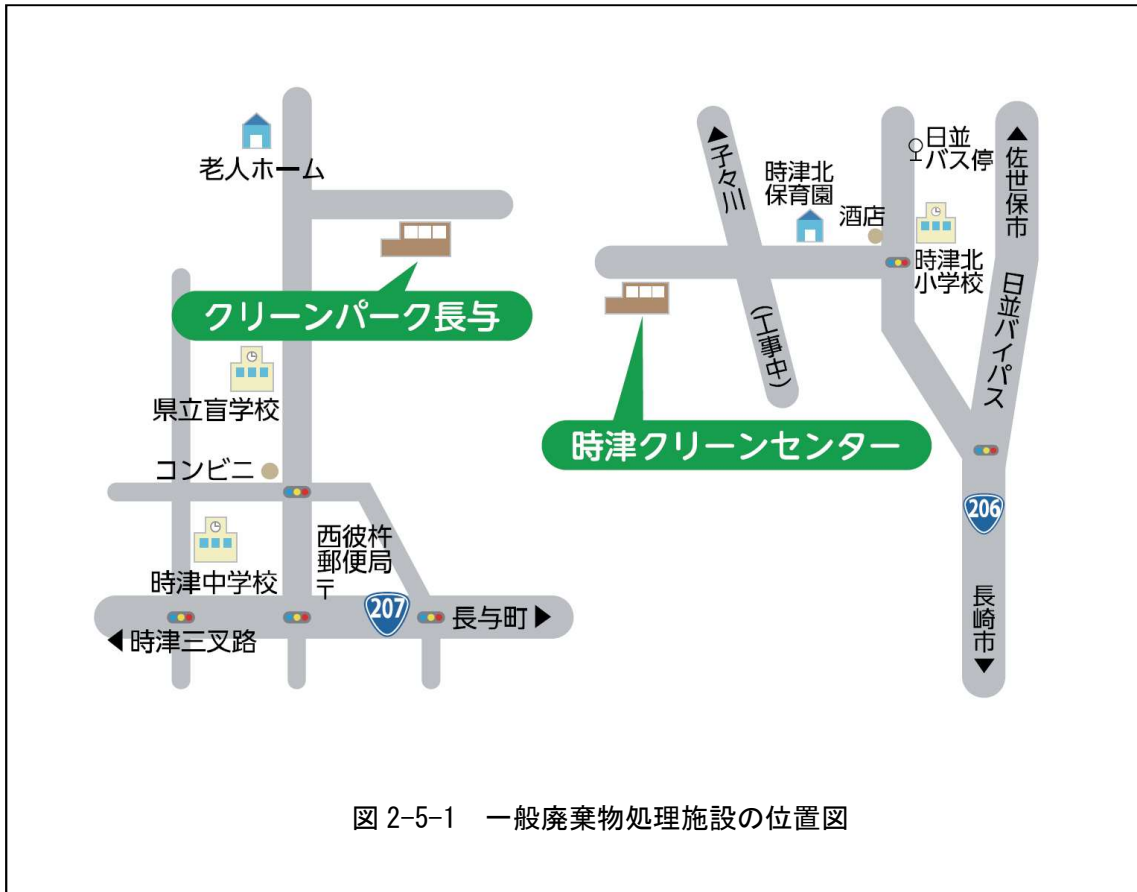 老人ホーム
クリーンパーク長与
県立盲学校
コンビニ
時津中学校
西彼杵
郵便局
〒
207
長与町▶
◀時津三叉路
▲子々川
(工事中)
時津北
保育園
酒店
日並
バス停
時津北
小学校
▲佐世保市
日並バイパス
時津クリーンセンター
206
長崎市▼
図 2-5-1 一般廃棄物処理施設の位置図